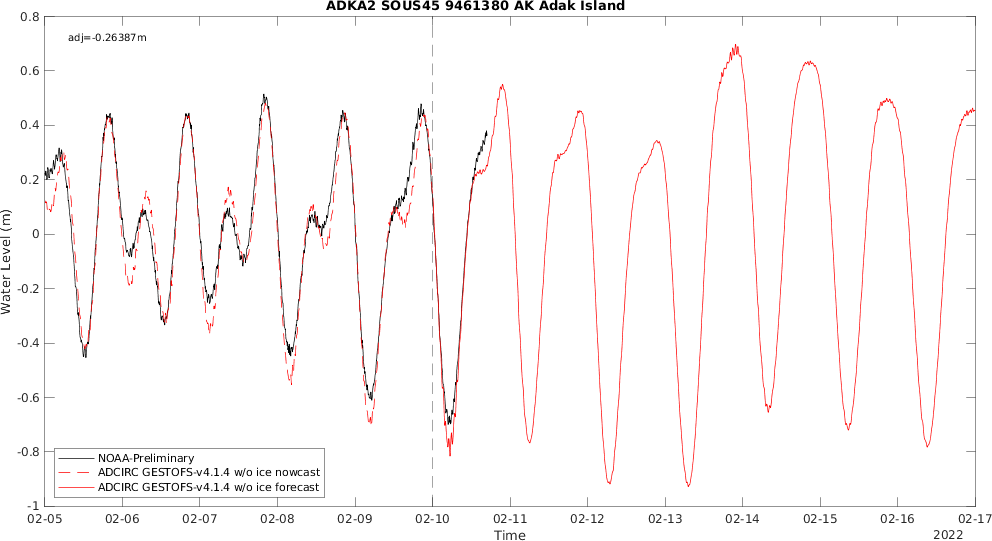 ADKA2 SOUS45 9461380 AK Adak Island
adj=-0.26387m
0.8
0.6
0.4
0.2
0
-0.2
-0.4
-0.6
-0.8
-1
Water Level (m)
NOAA-Preliminary
ADCIRC GESTOFS-v4.1.4 w/o ice nowcast
ADCIRC GESTOFS-v4.1.4 w/o ice forecast
02-05 02-06 02-07 02-08 02-09 02-10 02-11 02-12 02-13 02-14 02-15 02-16 02-17
Time
2022